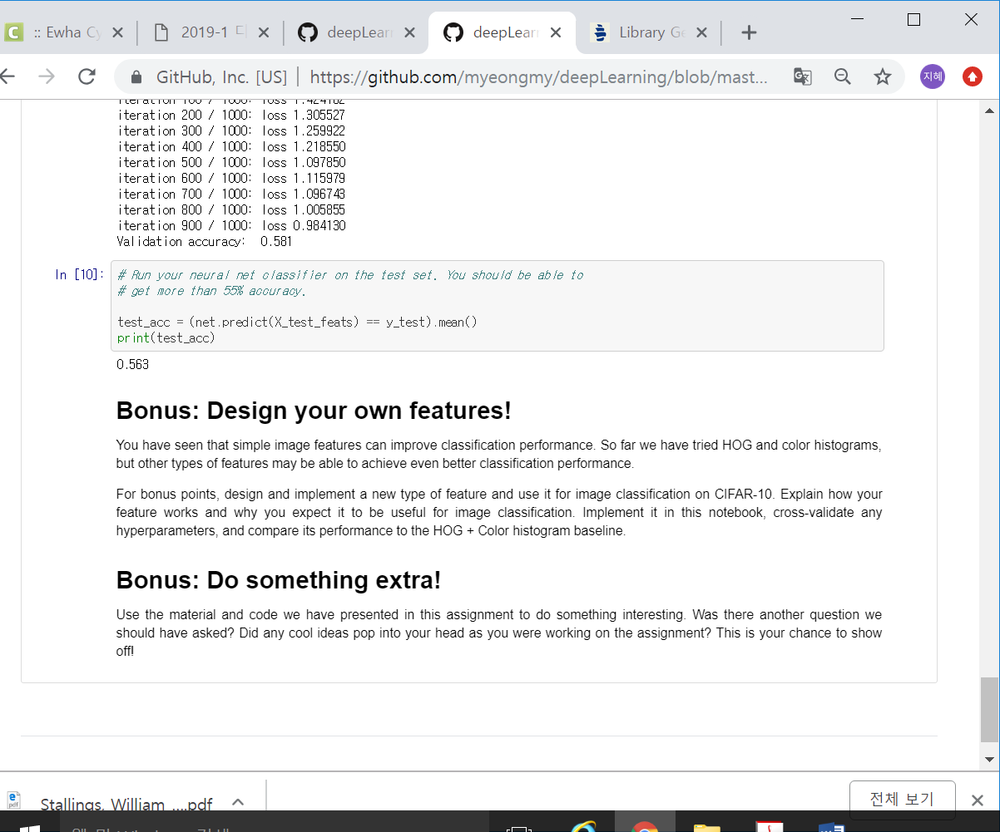 :: Ewha Cy
2019-1
deepLear
deepLear
Library Ge
GitHub, Inc. [US]
https://github.com/myeongmy/deepLearning/blob/mast...
지혜
iteration 200 / 1000: loss 1.305527
iteration 300 / 1000: loss 1.259922
iteration 400 / 1000: loss 1.218550
iteration 500 / 1000: loss 1.097850
iteration 600 / 1000: loss 1.115979
iteration 700 / 1000: loss 1.096743
iteration 800 / 1000: loss 1.005855
iteration 900 / 1000: loss 0.984130
Validation accuracy: 0.581
In [10]:
# Run your neural net classifier on the test set. You should be able to
# get more than 55% accuracy.
test_acc = (net.predict(X_test_feats) == y_test).mean()
print(test_acc)
0.563
Bonus: Design your own features!
You have seen that simple image features can improve classification performance. So far we have tried HOG and color histograms,
but other types of features may be able to achieve even better classification performance.
For bonus points, design and implement a new type of feature and use it for image classification on CIFAR-10. Explain how your
feature works and why you expect it to be useful for image classification. Implement it in this notebook, cross-validate any
hyperparameters, and compare its performance to the HOG + Color histogram baseline.
Bonus: Do something extra!
Use the material and code we have presented in this assignment to do something interesting. Was there another question we
should have asked? Did any cool ideas pop into your head as you were working on the assignment? This is your chance to show
off!
Stallings, William ....pdf
전체 보기